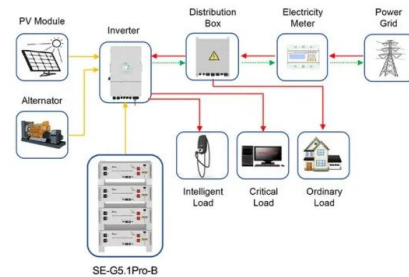 PV Module
Inverter
Distribution
Box
Electricity
Meter
Power
Grid
Alternator
Intelligent
Load
Critical
Load
Ordinary
Load
SE-G5.1Pro-B